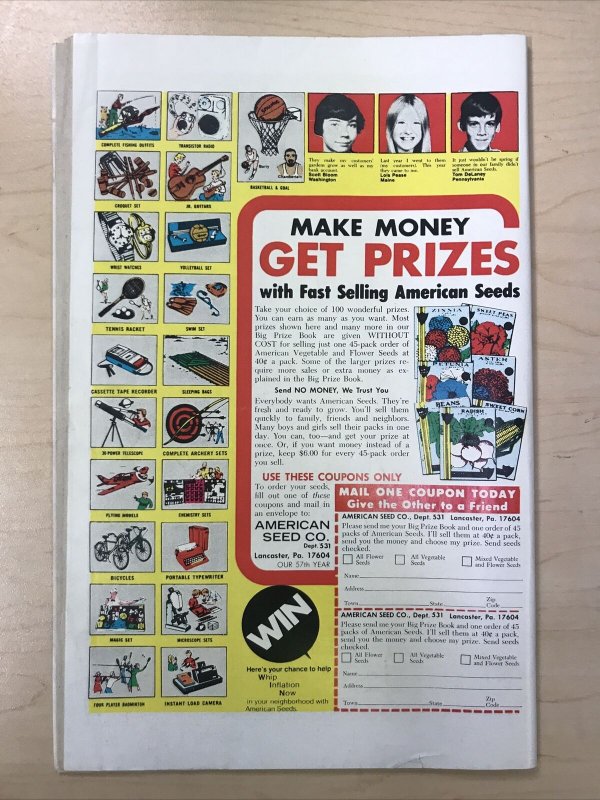 COMPLETE FISHING OUTFITS
TRANSISTOR RADIO
CROQUET SET
JR. GUITARS
WRIST WATCHES
VOLLEYBALL SET
TENNIS RACKET
SWIM SET
CASSETTE TAPE RECORDER
SLEEPING BAGS
30-POWER TELESCOPE
COMPLETE ARCHERY SETS
FLYING MODELS
CHEMISTRY SETS
BICYCLES
PORTABLE TYPEWRITER
MAGIC SET
MICROSCOPE SETS
FOUR PLAYER BADMINTON
INSTANT LOAD CAMERA
BASKETBALL & GOAL
They make my customers'
gardens grow as well as my
bank account.
Scott Bloom
Washington
Last year I went to them
(my customers). This year
they came to me.
Lois Pease
Maine
It just wouldn't be spring if
someone in our family didn't
sell American Seeds.
Tom DeLaney
Pennsylvania
MAKE MONEY
GET PRIZES
with Fast Selling American Seeds
Take your choice of 100 wonderful prizes.
You can earn as many as you want. Most
prizes shown here and many more in our
Big Prize Book are given WITHOUT
COST for selling just one 45-pack order of
American Vegetable and Flower Seeds at
40¢ a pack. Some of the larger prizes re-
quire more sales or extra money as ex-
plained in the Big Prize Book.
Send NO MONEY, We Trust You
Everybody wants American Seeds. They're
fresh and ready to grow. You'll sell them
quickly to family, friends and neighbors.
Many boys and girls sell their packs in one
day. You can, too—and get your prize at
once. Or, if you want money instead of a
prize, keep $6.00 for every 45-pack order
you sell.
ZINNIA
SWEET PEAS
PETUNIA
ASTER
BEANS
RADISH
SWEET CORN
USE THESE COUPONS ONLY
To order your seeds,
fill out one of these
coupons and mail in
an envelope to:
AMERICAN
SEED CO.
Dept. 531
Lancaster, Pa. 17604
OUR 57th YEAR
MAIL ONE COUPON TODAY
Give the Other to a Friend
AMERICAN SEED CO., Dept. 531 Lancaster, Pa. 17604
Please send me your Big Prize Book and one order of 45
packs of American Seeds. I'll sell them at 40¢ a pack,
send you the money and choose my prize. Send seeds
checked.
All Flower Seeds
All Vegetable Seeds
Mixed Vegetable and Flower Seeds
Name
Address
Town State Zip Code
AMERICAN SEED CO., Dept. 531 Lancaster, Pa. 17604
Please send me your Big Prize Book and one order of 45
packs of American Seeds. I'll sell them at 40¢ a pack,
send you the money and choose my prize. Send seeds
checked.
All Flower Seeds
All Vegetable Seeds
Mixed Vegetable and Flower Seeds
Name
Address
Town State Zip Code
WIN
Here's your chance to help
Whip
Inflation
Now
in your neighborhood with
American Seeds.